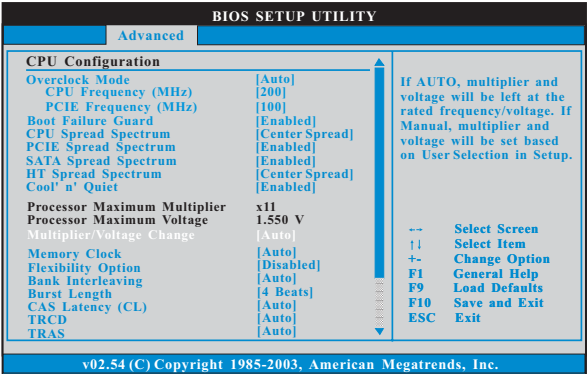 BIOS SETUP UTILITY
Advanced
CPU Configuration
Overclock Mode [Auto]
CPU Frequency (MHz) [200]
PCIE Frequency (MHz) [100]
Boot Failure Guard [Enabled]
CPU Spread Spectrum [Center Spread]
PCIE Spread Spectrum [Enabled]
SATA Spread Spectrum [Enabled]
HT Spread Spectrum [Center Spread]
Cool' n' Quiet [Enabled]
Processor Maximum Multiplier x11
Processor Maximum Voltage 1.550 V
Multiplier/Voltage Change [Auto]
Memory Clock [Auto]
Flexibility Option [Disabled]
Bank Interleaving [Auto]
Burst Length [4 Beats]
CAS Latency (CL) [Auto]
TRCD [Auto]
TRAS [Auto]
If AUTO, multiplier and
voltage will be left at the
rated frequency/voltage. If
Manual, multiplier and
voltage will be set based
on User Selection in Setup.
←→ Select Screen
↑↓ Select Item
+- Change Option
F1 General Help
F9 Load Defaults
F10 Save and Exit
ESC Exit
v02.54 (C) Copyright 1985-2003, American Megatrends, Inc.